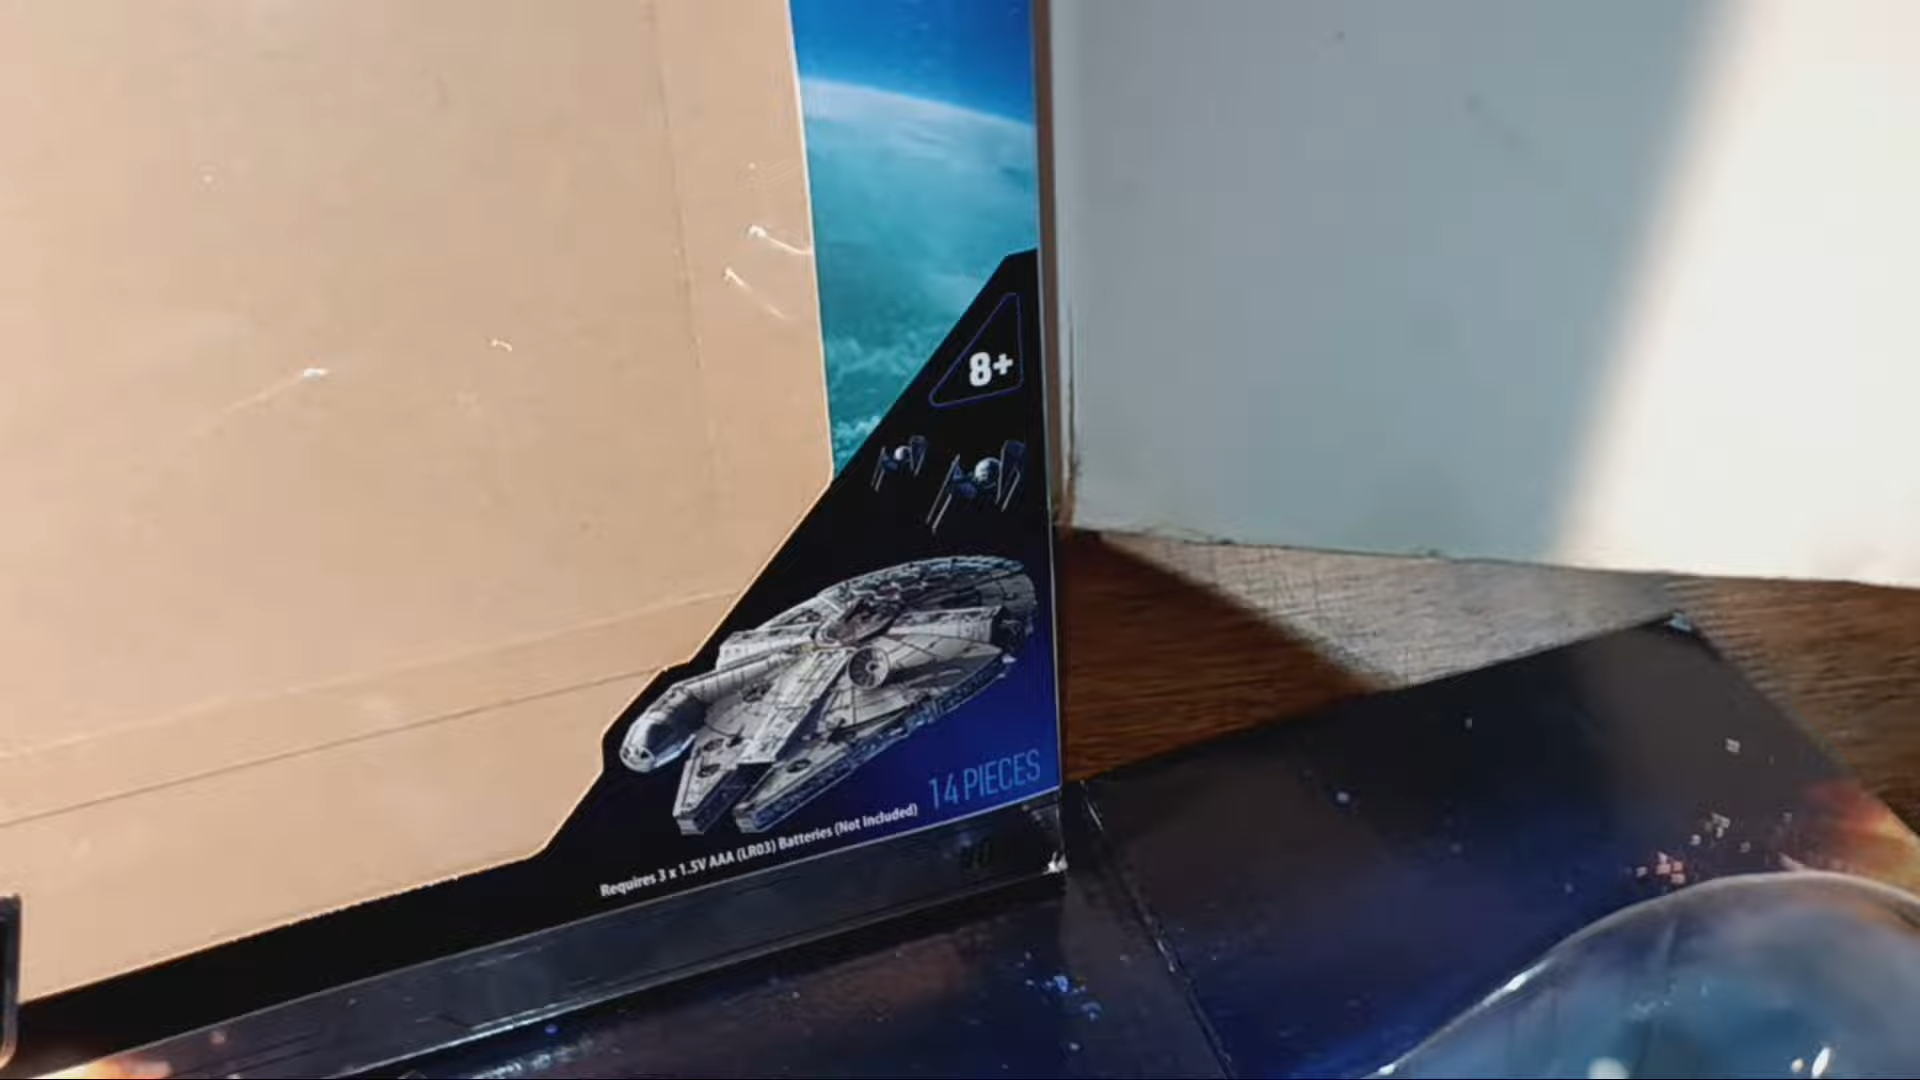 8+
14 PIECES
Requires 3 x 1.5V AAA (LR03) Batteries (Not Included)